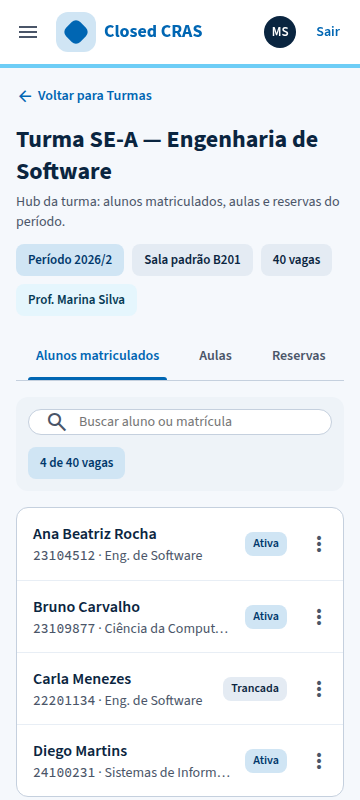 Closed CRAS
MS
Sair
← Voltar para Turmas
Turma SE-A — Engenharia de
Software
Hub da turma: alunos matriculados, aulas e reservas do
período.
Período 2026/2
Sala padrão B201
40 vagas
Prof. Marina Silva
Alunos matriculados
Aulas
Reservas
Buscar aluno ou matrícula
4 de 40 vagas
Ana Beatriz Rocha
23104512 · Eng. de Software
Ativa
Bruno Carvalho
23109877 · Ciência da Comput…
Ativa
Carla Menezes
22201134 · Eng. de Software
Trancada
Diego Martins
24100231 · Sistemas de Inform…
Ativa